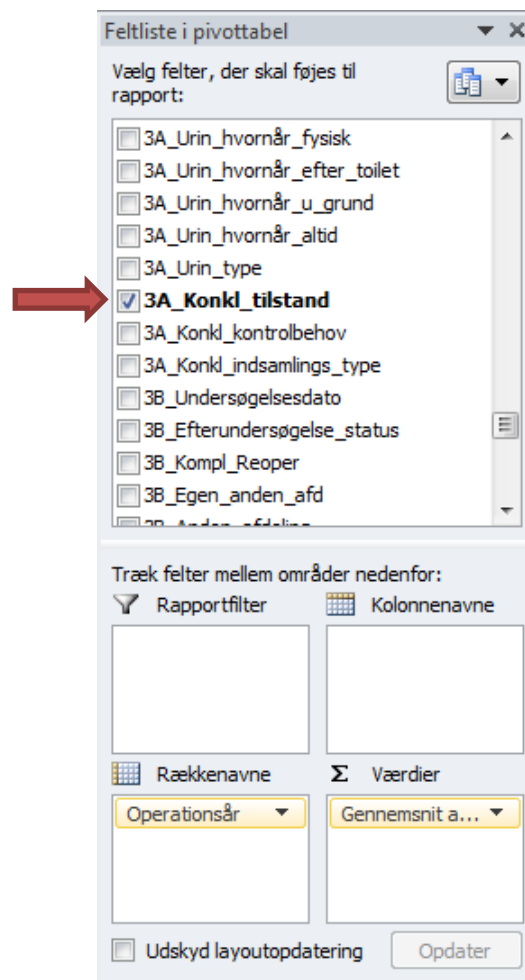 Feltliste i pivottabel
Vælg felter, der skal føjes til
rapport:
3A_Urin_hvornår_fysisk
3A_Urin_hvornår_efter_toilet
3A_Urin_hvornår_u_grund
3A_Urin_hvornår_altid
3A_Urin_type
3A_Konkl_tilstand
3A_Konkl_kontrolbehov
3A_Konkl_indsamlings_type
3B_Undersøgelsesdato
3B_Efterundersøgelse_status
3B_Kompl_Reoper
3B_Egen_anden_afd
3B_Anden_afdeling
Træk felter mellem områder nedenfor:
Rapportfilter
Kolonnenavne
Rækkenavne
Σ Værdier
Operationsår
Gennemsnit a...
Udskyd layoutopdatering
Opdater